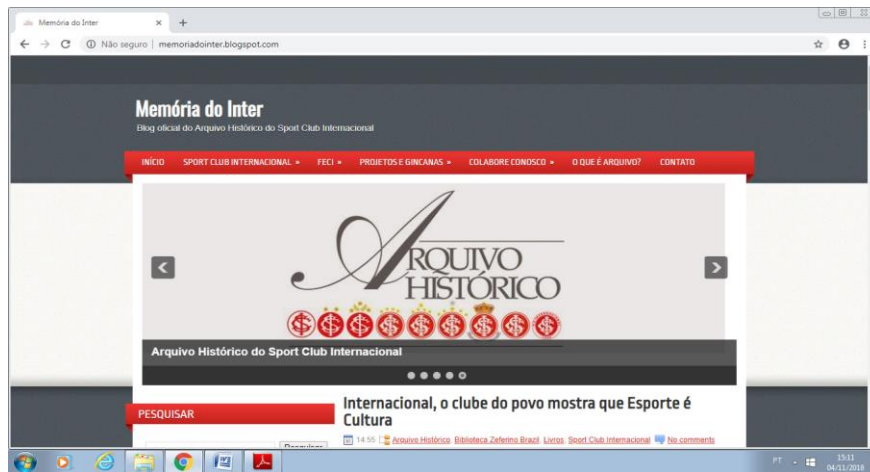 Memória do Inter
Não seguro | memoriadointer.blogspot.com
Memória do Inter
Blog oficial do Arquivo Histórico do Sport Club Internacional
INÍCIO SPORT CLUB INTERNACIONAL » FECI » PROJETOS E GINCANAS » COLABORE CONOSCO » O QUE É ARQUIVO? CONTATO
ARQUIVO
HISTÓRICO
Arquivo Histórico do Sport Club Internacional
PESQUISAR
Internacional, o clube do povo mostra que Esporte é
Cultura
14:55 Arquivo Histórico, Biblioteca Zeferino Brazil, Livros, Sport Club Internacional No comments
Pesquisar
PT
15:11
04/11/2018